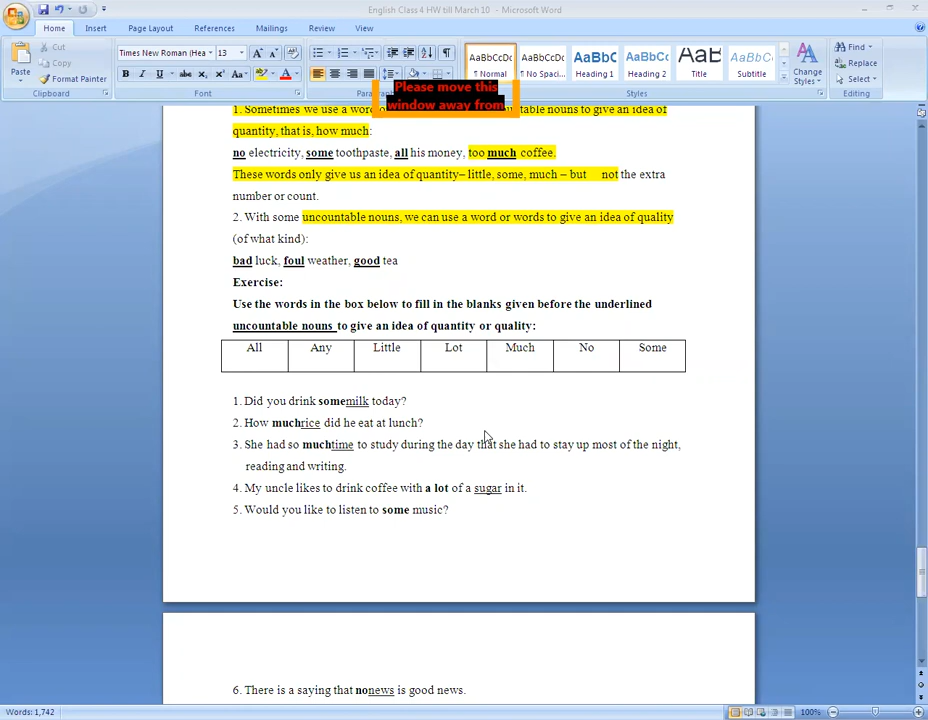 English Class 4 HW till March 10 - Microsoft Word
Home Insert Page Layout References Mailings Review View
Cut
Copy
Format Painter
Paste
Clipboard
Times New Roman (Hea 13
Font
AaBbCcDc AaBbCcDc AaBbC AaBbCc AaB AaBbCc
¶ Normal ¶ No Spaci... Heading 1 Heading 2 Title Subtitle
Styles
Change Styles
Find
Replace
Select
Editing
Please move this
window away from
1. Sometimes we use a
quantity, that is, how much:
no electricity, some toothpaste, all his money, too much coffee.
These words only give us an idea of quantity– little, some, much – but not the extra
number or count.
2. With some uncountable nouns, we can use a word or words to give an idea of quality
(of what kind):
bad luck, foul weather, good tea
Exercise:
Use the words in the box below to fill in the blanks given before the underlined
uncountable nouns to give an idea of quantity or quality:
All Any Little Lot Much No Some
1. Did you drink somemilk today?
2. How muchrice did he eat at lunch?
3. She had so muchtime to study during the day that she had to stay up most of the night,
reading and writing.
4. My uncle likes to drink coffee with a lot of a sugar in it.
5. Would you like to listen to some music?
6. There is a saying that nonews is good news.
Words: 1,742
100%